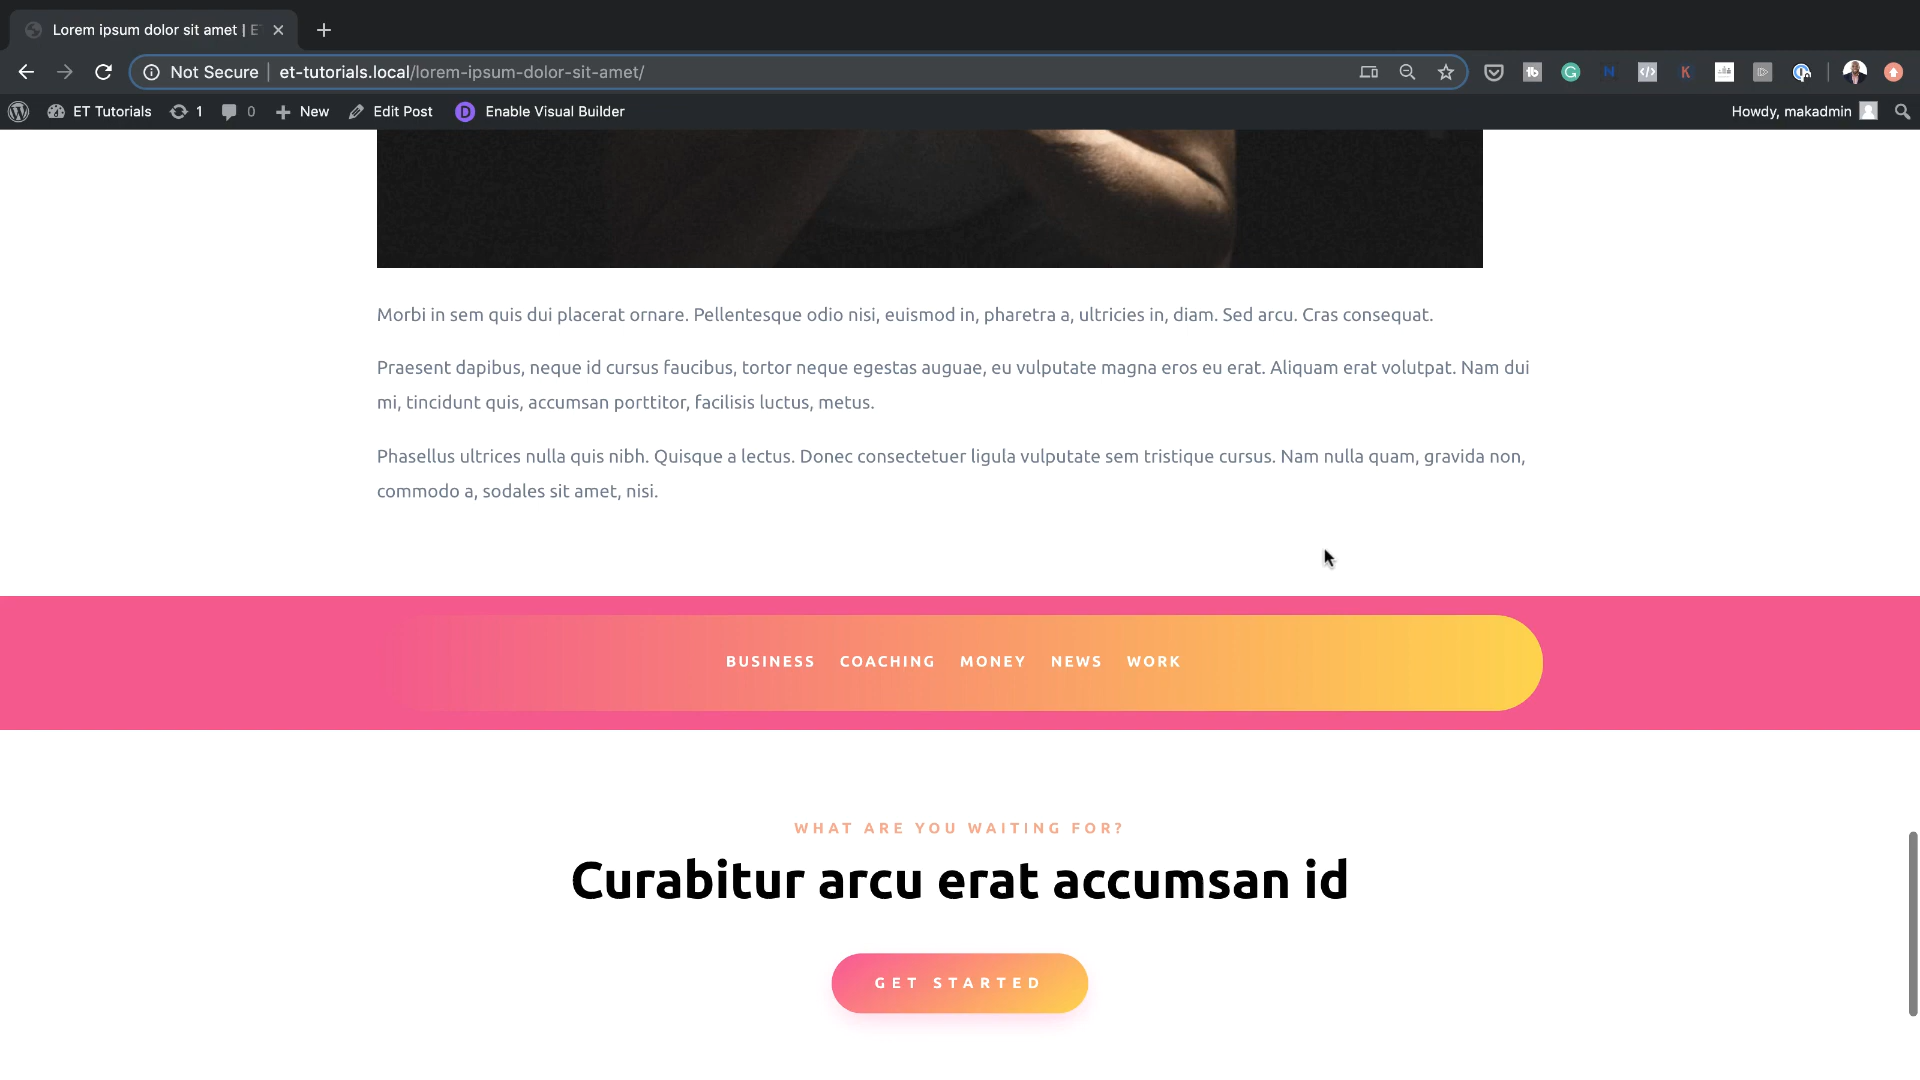 Lorem ipsum dolor sit amet | E
Not Secure | et-tutorials.local/lorem-ipsum-dolor-sit-amet/
ET Tutorials 1 0 New Edit Post Enable Visual Builder Howdy, makadmin
Morbi in sem quis dui placerat ornare. Pellentesque odio nisi, euismod in, pharetra a, ultricies in, diam. Sed arcu. Cras consequat.
Praesent dapibus, neque id cursus faucibus, tortor neque egestas auguae, eu vulputate magna eros eu erat. Aliquam erat volutpat. Nam dui
mi, tincidunt quis, accumsan porttitor, facilisis luctus, metus.
Phasellus ultrices nulla quis nibh. Quisque a lectus. Donec consectetuer ligula vulputate sem tristique cursus. Nam nulla quam, gravida non,
commodo a, sodales sit amet, nisi.
BUSINESS COACHING MONEY NEWS WORK
WHAT ARE YOU WAITING FOR?
Curabitur arcu erat accumsan id
GET STARTED